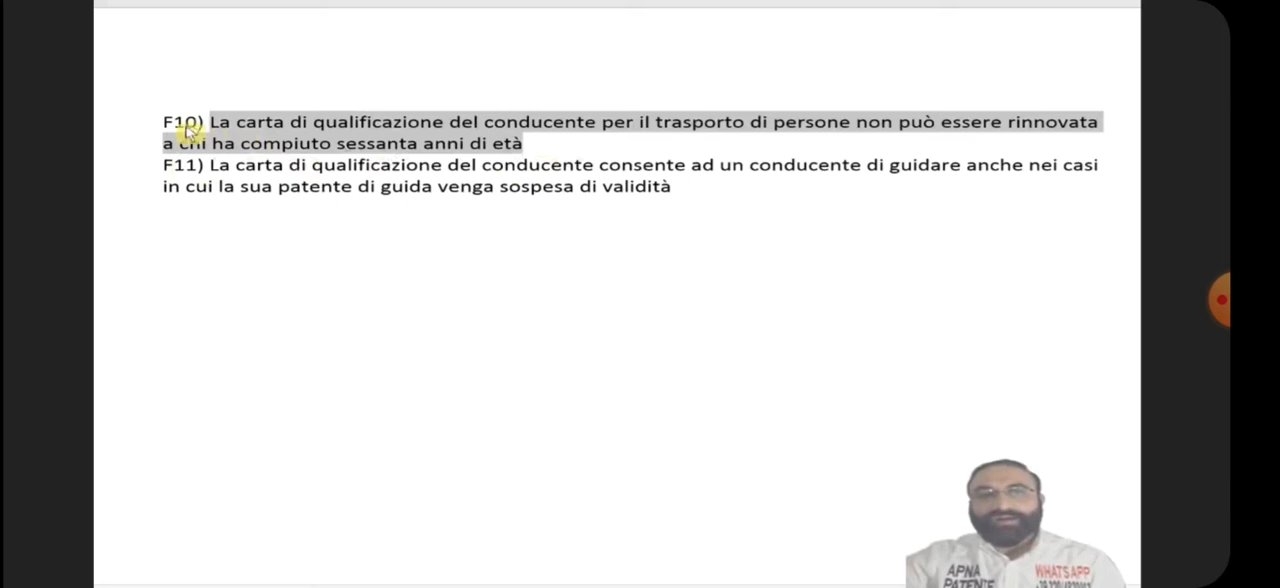 F10) La carta di qualificazione del conducente per il trasporto di persone non può essere rinnovata
a chi ha compiuto sessanta anni di età
F11) La carta di qualificazione del conducente consente ad un conducente di guidare anche nei casi
in cui la sua patente di guida venga sospesa di validità
APNA
PATENTE
WHATSAPP